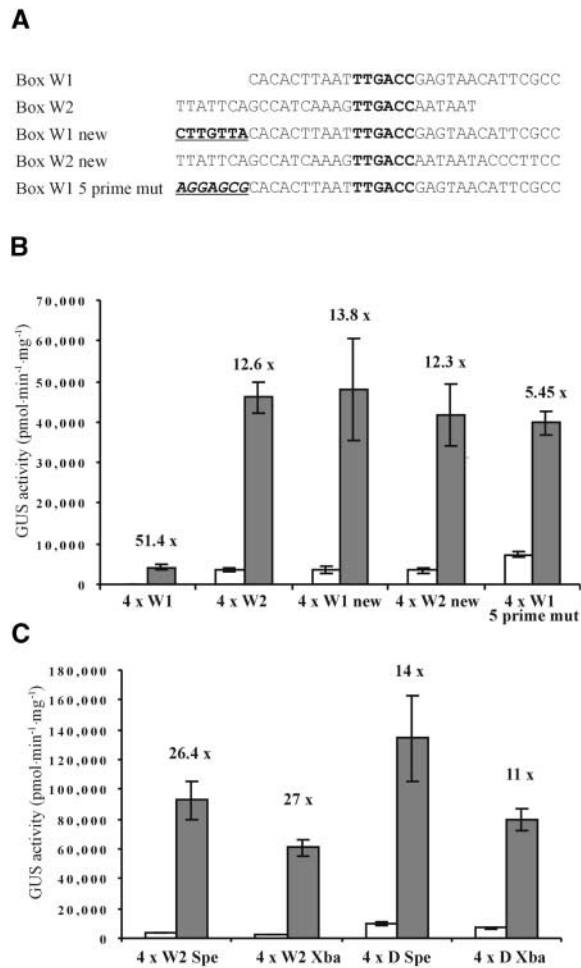 A
Box W1 CACACTTAATTTGACCGAGTAACATTCGCC
Box W2 TTATTCAGCCATCAAAGTTGACCAATAAT
Box W1 new CTTGTTACACACTTAATTTGACCGAGTAACATTCGCC
Box W2 new TTATTCAGCCATCAAAGTTGACCAATAATACCCTTCC
Box W1 5 prime mut AGGAGCGCACACTTAATTTGACCGAGTAACATTCGCC
B
GUS activity (pmol·min-1·mg-1)
70,000
60,000
50,000
40,000
30,000
20,000
10,000
0
51.4 x
12.6 x
13.8 x
12.3 x
5.45 x
4 x W1 4 x W2 4 x W1 new 4 x W2 new 4 x W1
5 prime mut
C
GUS activity (pmol·min-1·mg-1)
180,000
160,000
140,000
120,000
100,000
80,000
60,000
40,000
20,000
0
26.4 x
27 x
14 x
11 x
4 x W2 Spe 4 x W2 Xba 4 x D Spe 4 x D Xba